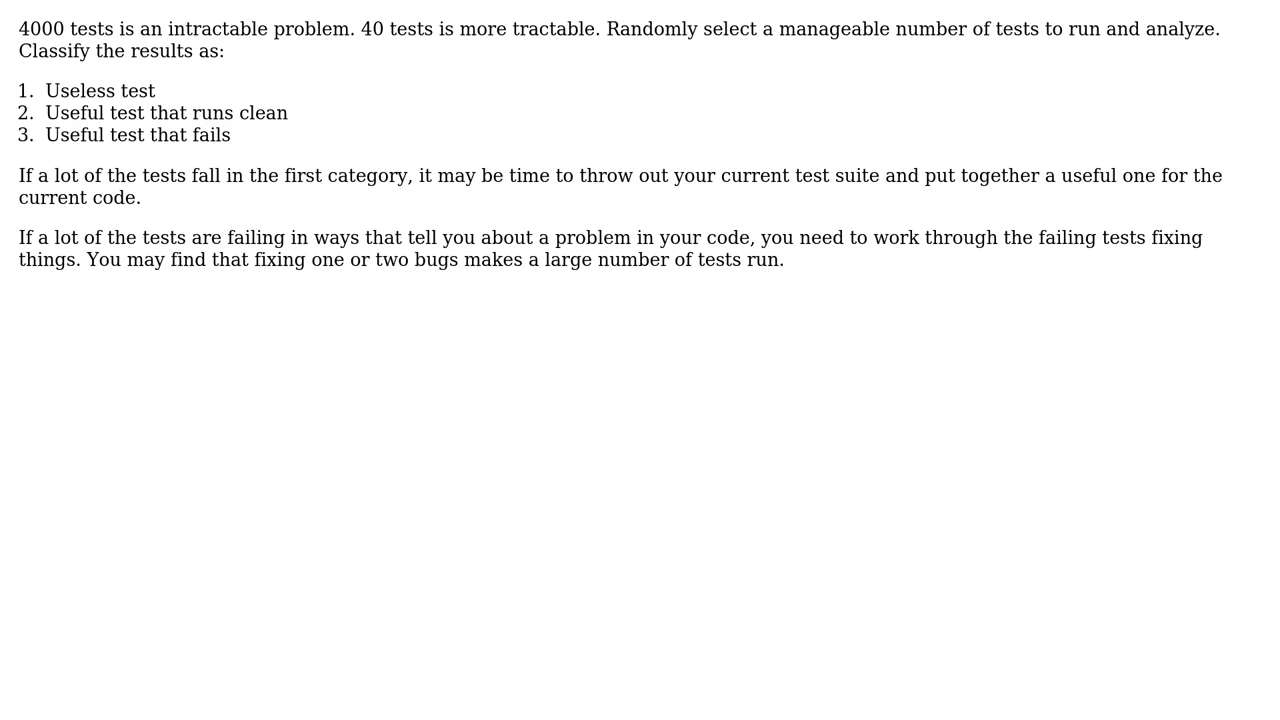 4000 tests is an intractable problem. 40 tests is more tractable. Randomly select a manageable number of tests to run and analyze.
Classify the results as:
1. Useless test
2. Useful test that runs clean
3. Useful test that fails
If a lot of the tests fall in the first category, it may be time to throw out your current test suite and put together a useful one for the
current code.
If a lot of the tests are failing in ways that tell you about a problem in your code, you need to work through the failing tests fixing
things. You may find that fixing one or two bugs makes a large number of tests run.